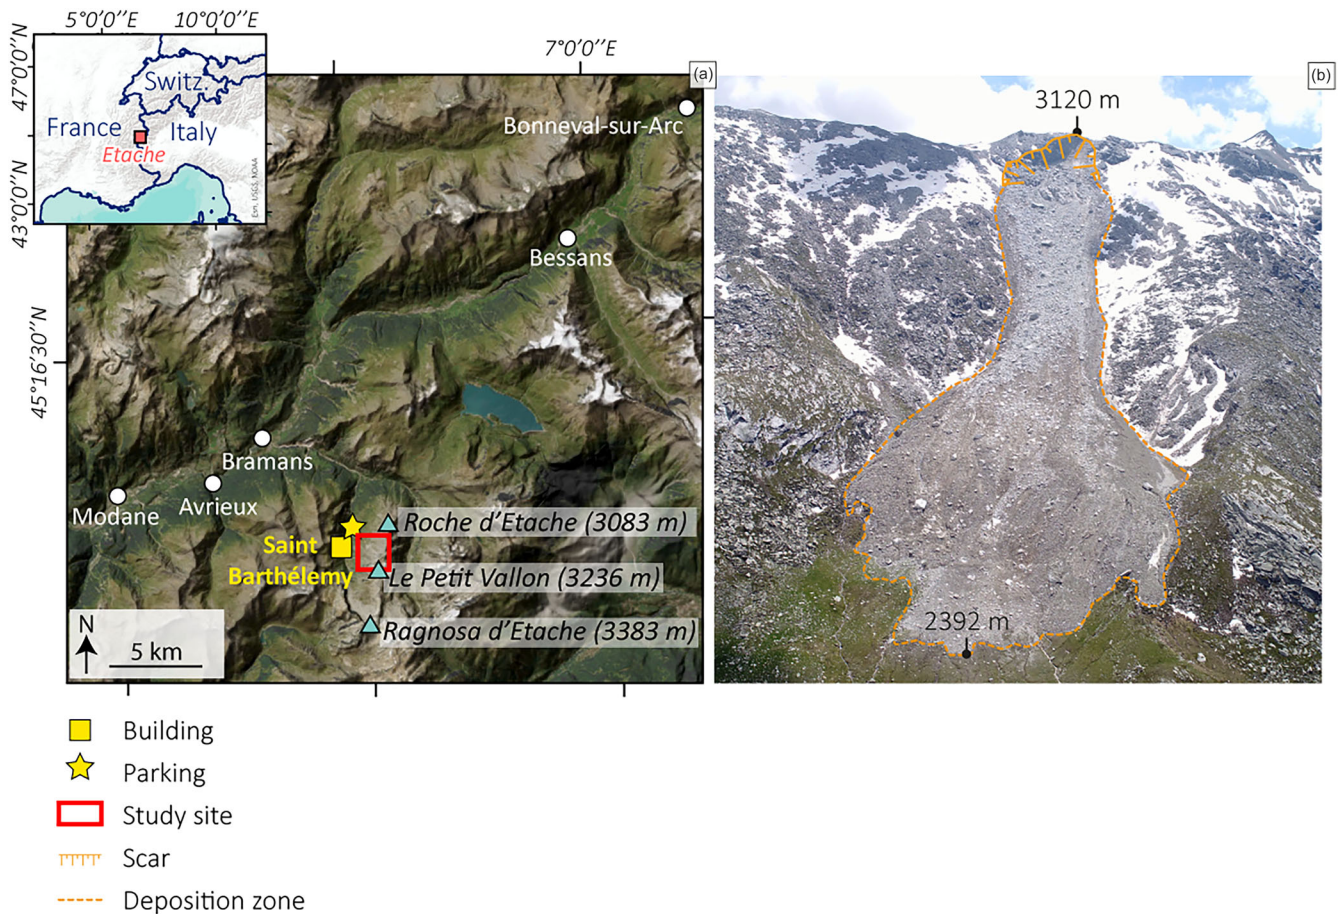 5°0'0''E
10°0'0''E
7°0'0''E
47°0'0''N
43°0'0''N
45°16'30''N
Switz.
France
Italy
Etache
Esri, USGS, NOAA
(a)
Bonneval-sur-Arc
Bessans
Bramans
Avrieux
Modane
Roche d'Etache (3083 m)
Saint
Barthélemy
Le Petit Vallon (3236 m)
Ragnosa d'Etache (3383 m)
N
5 km
(b)
3120 m
2392 m
Building
Parking
Study site
Scar
Deposition zone